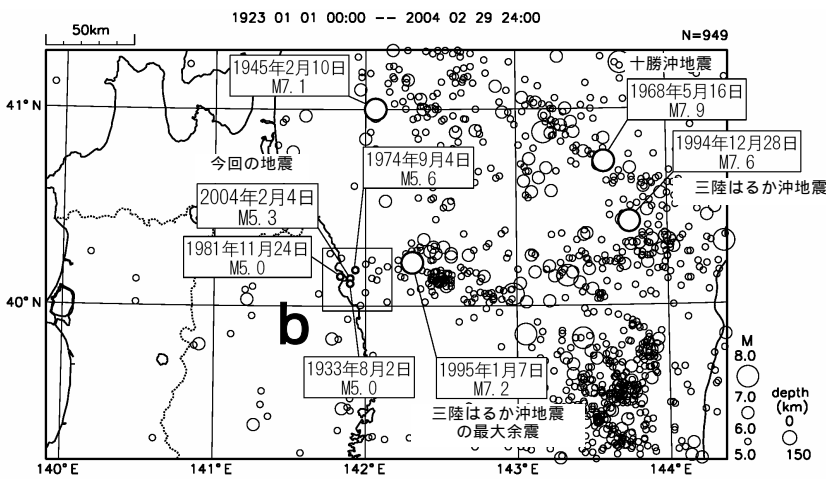 1923 01 01 00:00 -- 2004 02 29 24:00
N=949
50km
1945年2月10日
M7.1
十勝沖地震
1968年5月16日
M7.9
41°N
1994年12月28日
M7.6
三陸はるか沖地震
今回の地震
1974年9月4日
M5.6
2004年2月4日
M5.3
1981年11月24日
M5.0
40°N
b
1933年8月2日
M5.0
1995年1月7日
M7.2
三陸はるか沖地震
の最大余震
M
8.0
7.0
6.0
5.0
depth
(km)
0
150
140°E
141°E
142°E
143°E
144°E